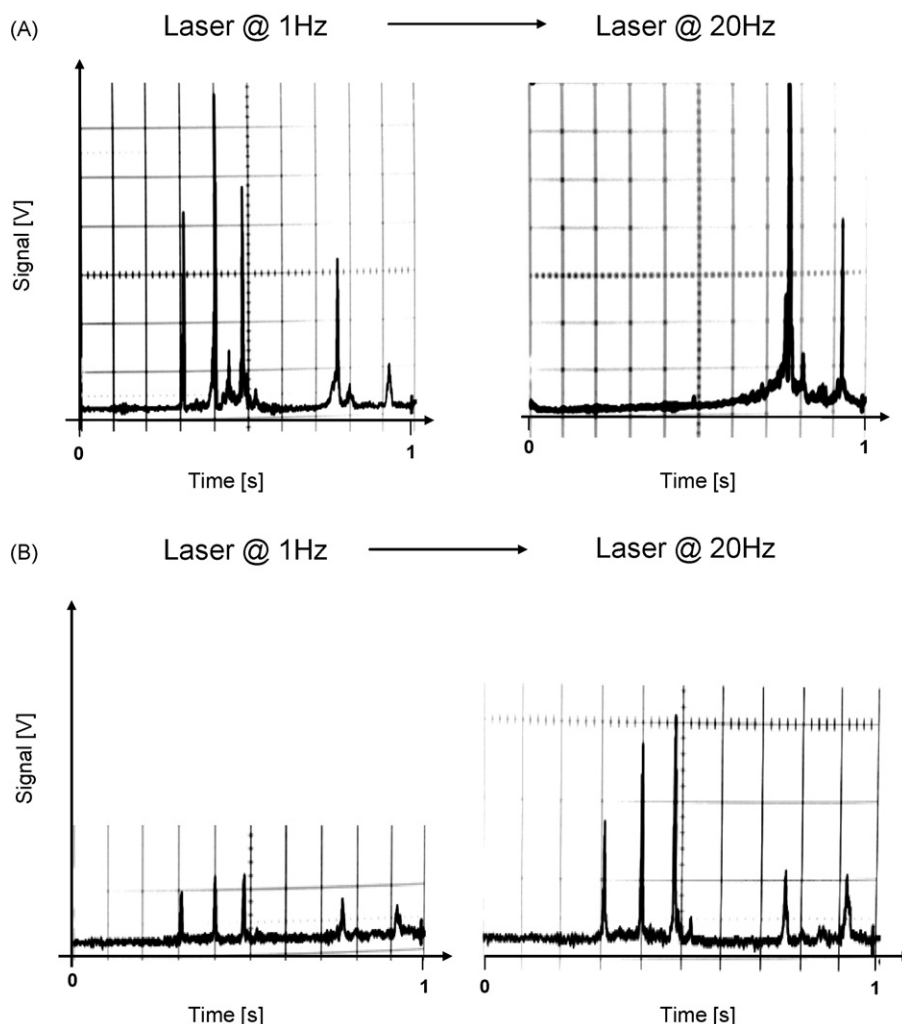 (A) Laser @ 1Hz Laser @ 20Hz
Signal [V]
0 1 0 1
Time [s] Time [s]
(B) Laser @ 1Hz Laser @ 20Hz
Signal [V]
0 1 0 1
Time [s] Time [s]